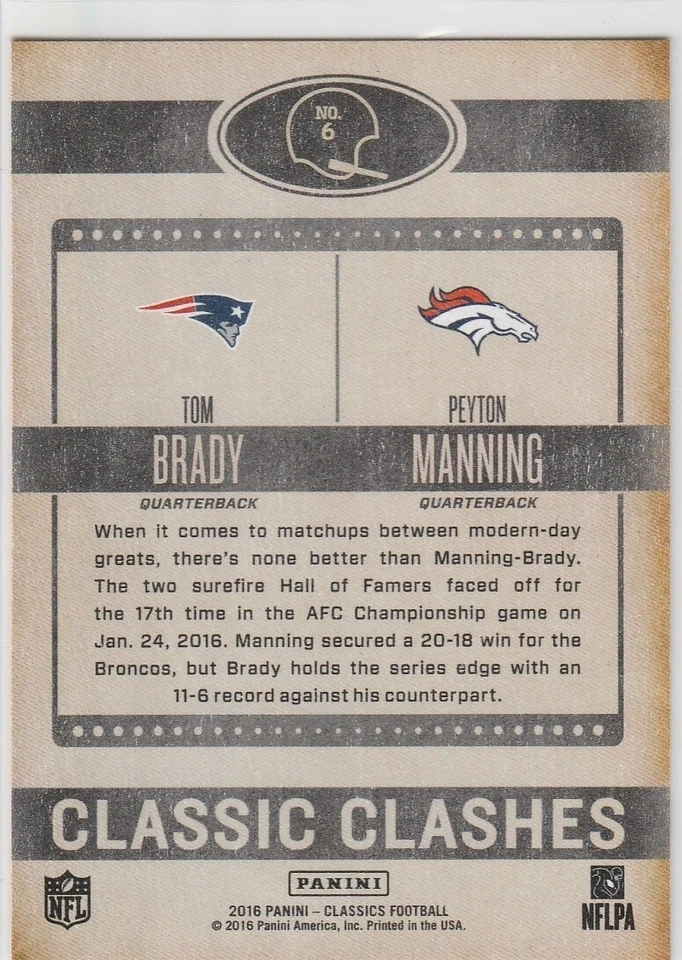 NO.
6
TOM
BRADY
QUARTERBACK
PEYTON
MANNING
QUARTERBACK
When it comes to matchups between modern-day
greats, there's none better than Manning-Brady.
The two surefire Hall of Famers faced off for
the 17th time in the AFC Championship game on
Jan. 24, 2016. Manning secured a 20-18 win for the
Broncos, but Brady holds the series edge with an
11-6 record against his counterpart.
CLASSIC CLASHES
NFL
PANINI
2016 PANINI – CLASSICS FOOTBALL
© 2016 Panini America, Inc. Printed in the USA.
NFLPA